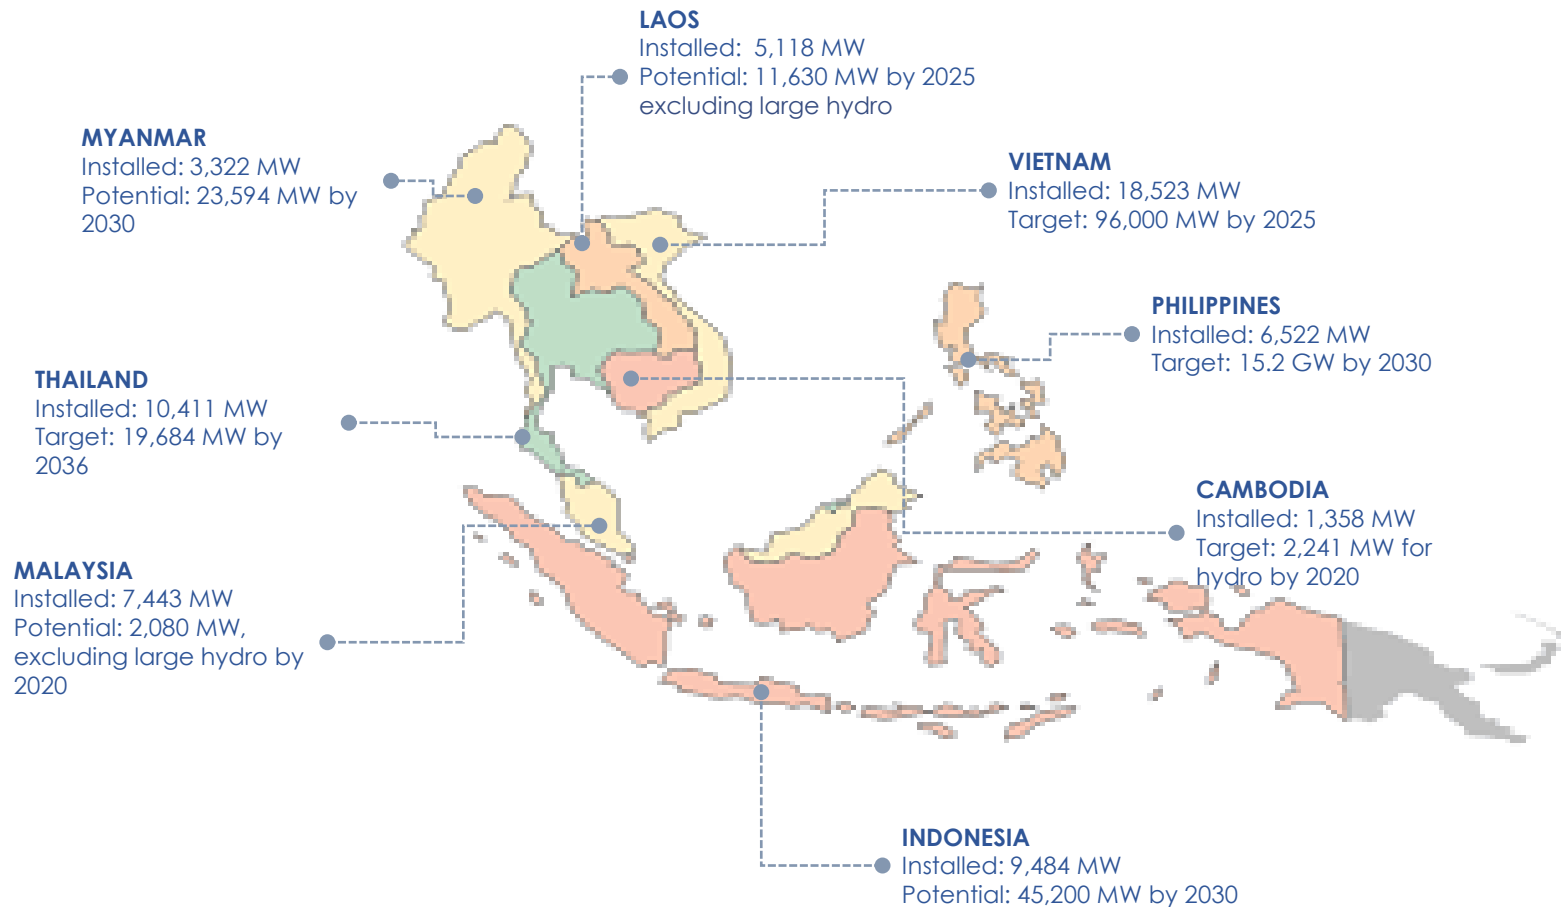 LAOS
Installed:  5,118 MW
Potential: 11,630 MW by 2025
excluding large hydro
MYANMAR
Installed: 3,322 MW
Potential: 23,594 MW by
2030
VIETNAM
Installed: 18,523 MW
Target: 96,000 MW by 2025
PHILIPPINES
Installed: 6,522 MW
Target: 15.2 GW by 2030
THAILAND
Installed: 10,411 MW
Target: 19,684 MW by
2036
CAMBODIA
Installed: 1,358 MW
Target: 2,241 MW for
hydro by 2020
MALAYSIA
Installed: 7,443 MW
Potential: 2,080 MW,
excluding large hydro by
2020
INDONESIA
Installed: 9,484 MW
Potential: 45,200 MW by 2030